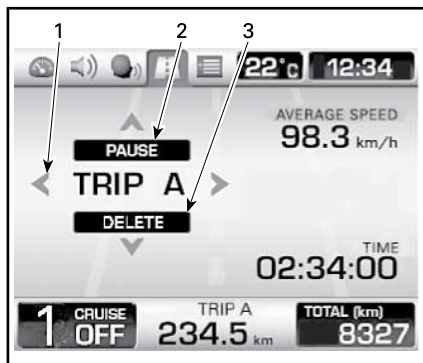 1 2 3
22°C 12:34
AVERAGE SPEED
98.3 km/h
PAUSE
TRIP A
DELETE
TIME
02:34:00
1 CRUISE OFF
TRIP A
234.5 km
TOTAL (km)
8327